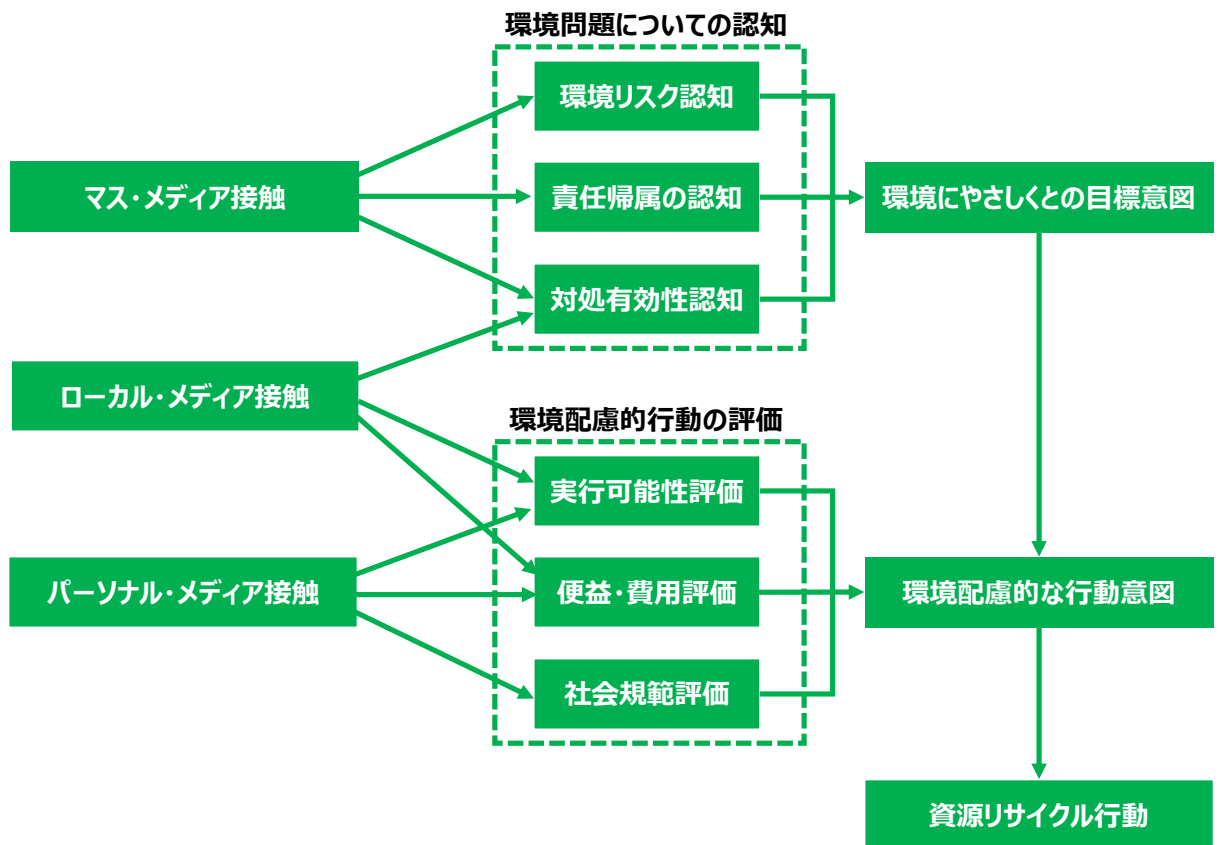 環境問題についての認知
環境リスク認知
マス・メディア接触
責任帰属の認知
環境にやさしくとの目標意図
対処有効性認知
ローカル・メディア接触
環境配慮的行動の評価
実行可能性評価
パーソナル・メディア接触
便益・費用評価
環境配慮的な行動意図
社会規範評価
資源リサイクル行動